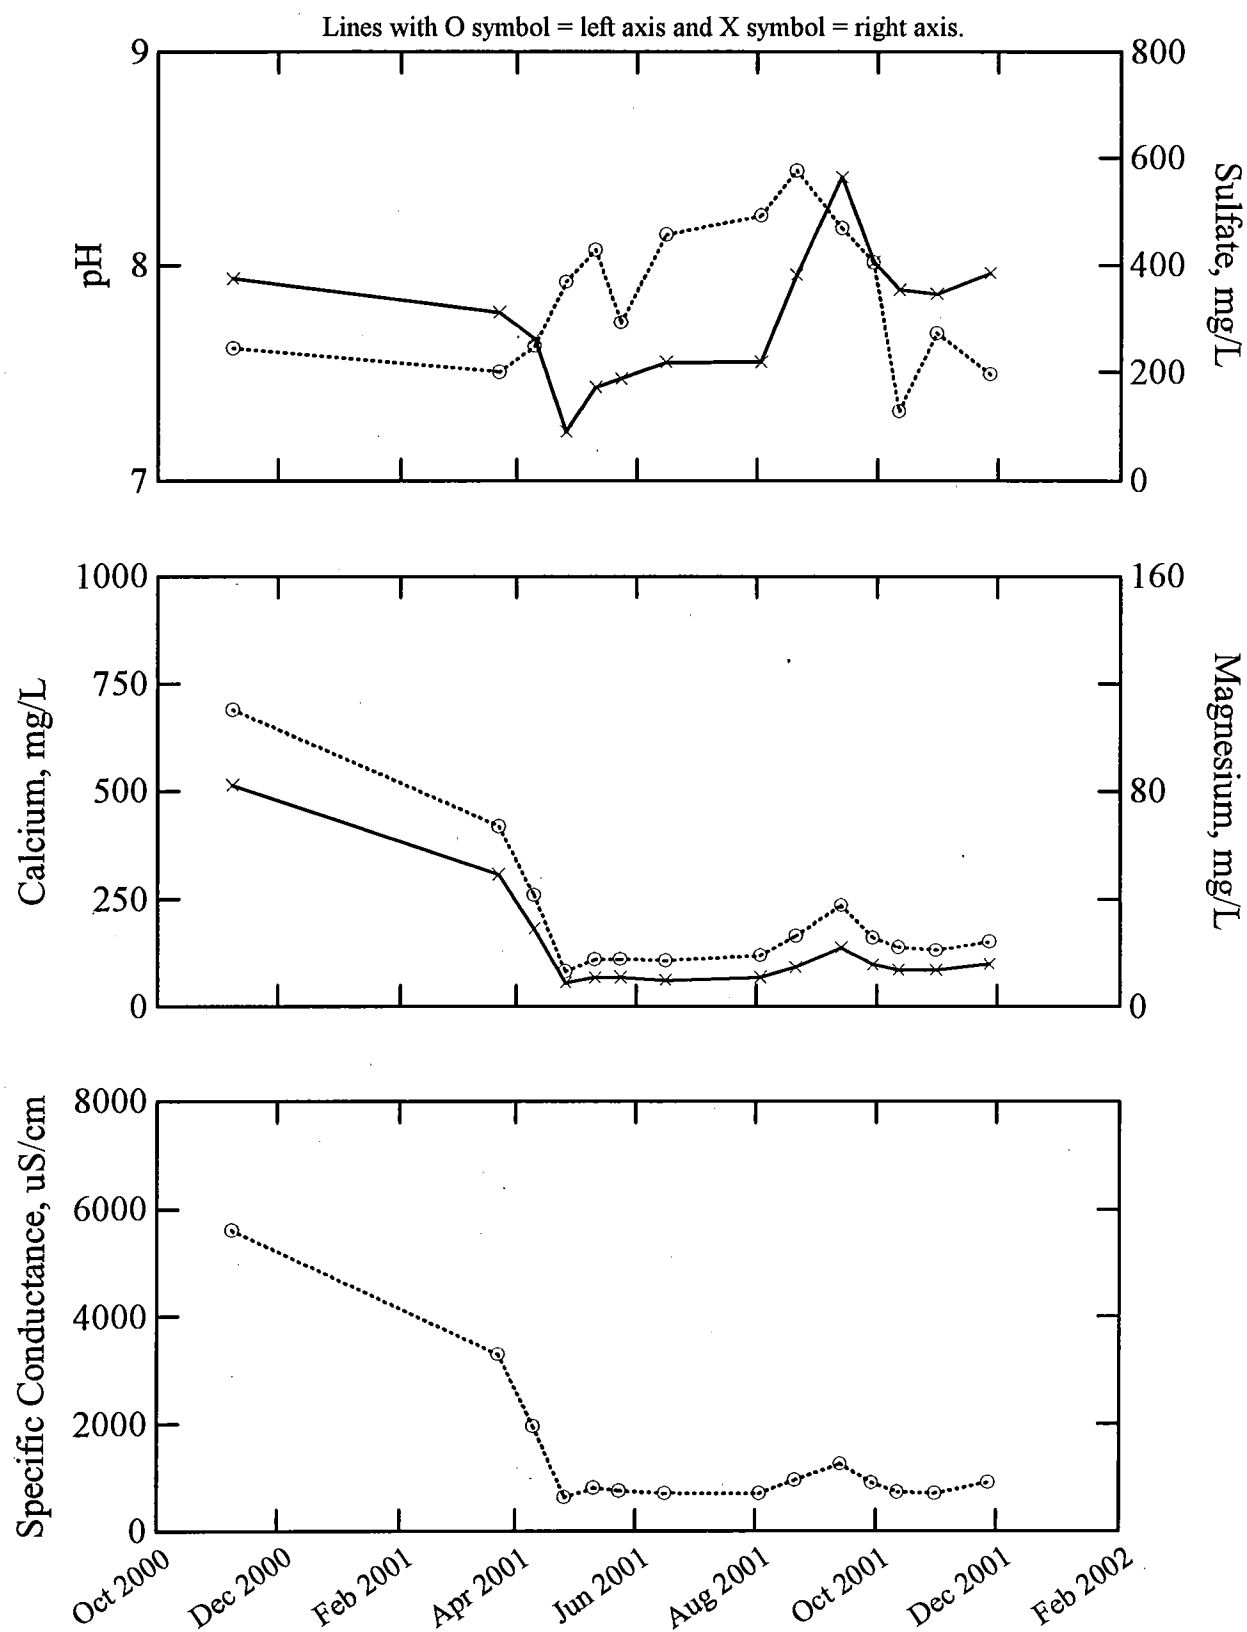 Lines with O symbol = left axis and X symbol = right axis.
9
8
7
pH
800
600
400
200
0
Sulfate, mg/L
1000
750
500
250
0
Calcium, mg/L
160
80
0
Magnesium, mg/L
8000
6000
4000
2000
0
Specific Conductance, uS/cm
Oct 2000
Dec 2000
Feb 2001
Apr 2001
Jun 2001
Aug 2001
Oct 2001
Dec 2001
Feb 2002